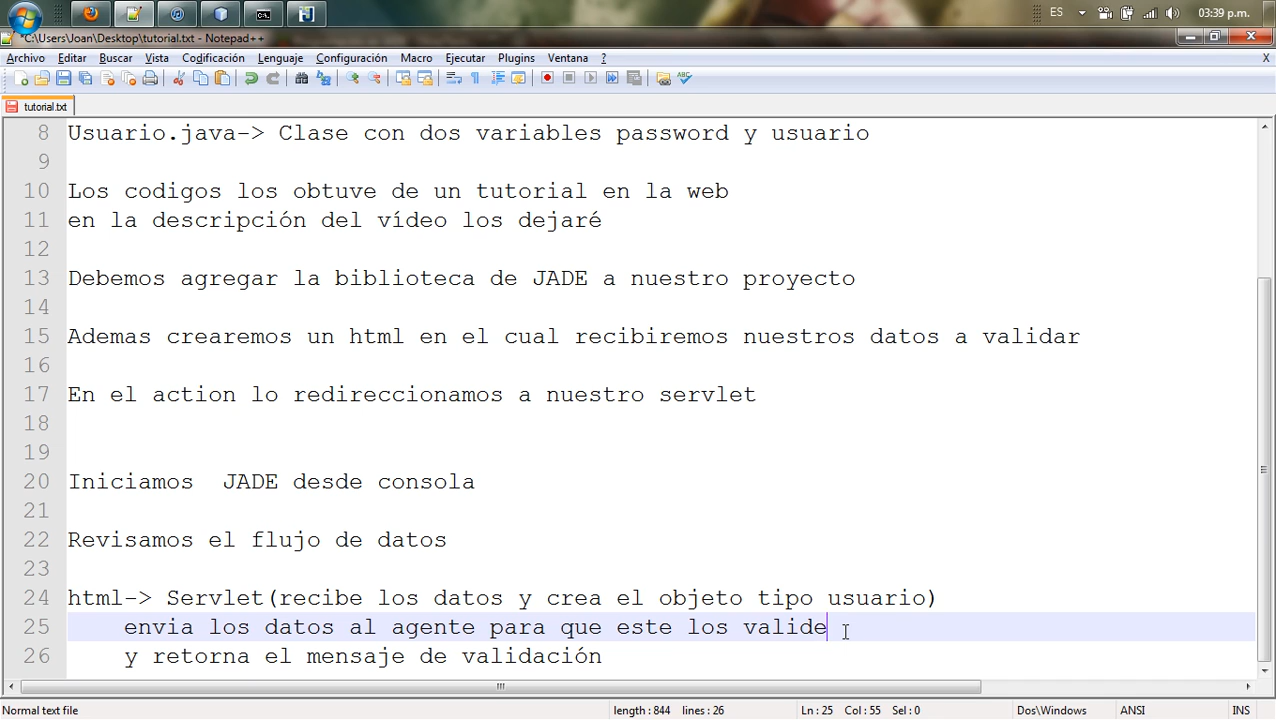 ES 03:39 p.m.
*C:\Users\Joan\Desktop\tutorial.txt - Notepad++
Archivo Editar Buscar Vista Codificación Lenguaje Configuración Macro Ejecutar Plugins Ventana ? X
tutorial.txt
8 Usuario.java-> Clase con dos variables password y usuario
9
10 Los codigos los obtuve de un tutorial en la web
11 en la descripción del vídeo los dejaré
12
13 Debemos agregar la biblioteca de JADE a nuestro proyecto
14
15 Ademas crearemos un html en el cual recibiremos nuestros datos a validar
16
17 En el action lo redireccionamos a nuestro servlet
18
19
20 Iniciamos  JADE desde consola
21
22 Revisamos el flujo de datos
23
24 html-> Servlet(recibe los datos y crea el objeto tipo usuario)
25 envia los datos al agente para que este los valide
26 y retorna el mensaje de validación
Normal text file length : 844 lines : 26 Ln : 25 Col : 55 Sel : 0 Dos\Windows ANSI INS